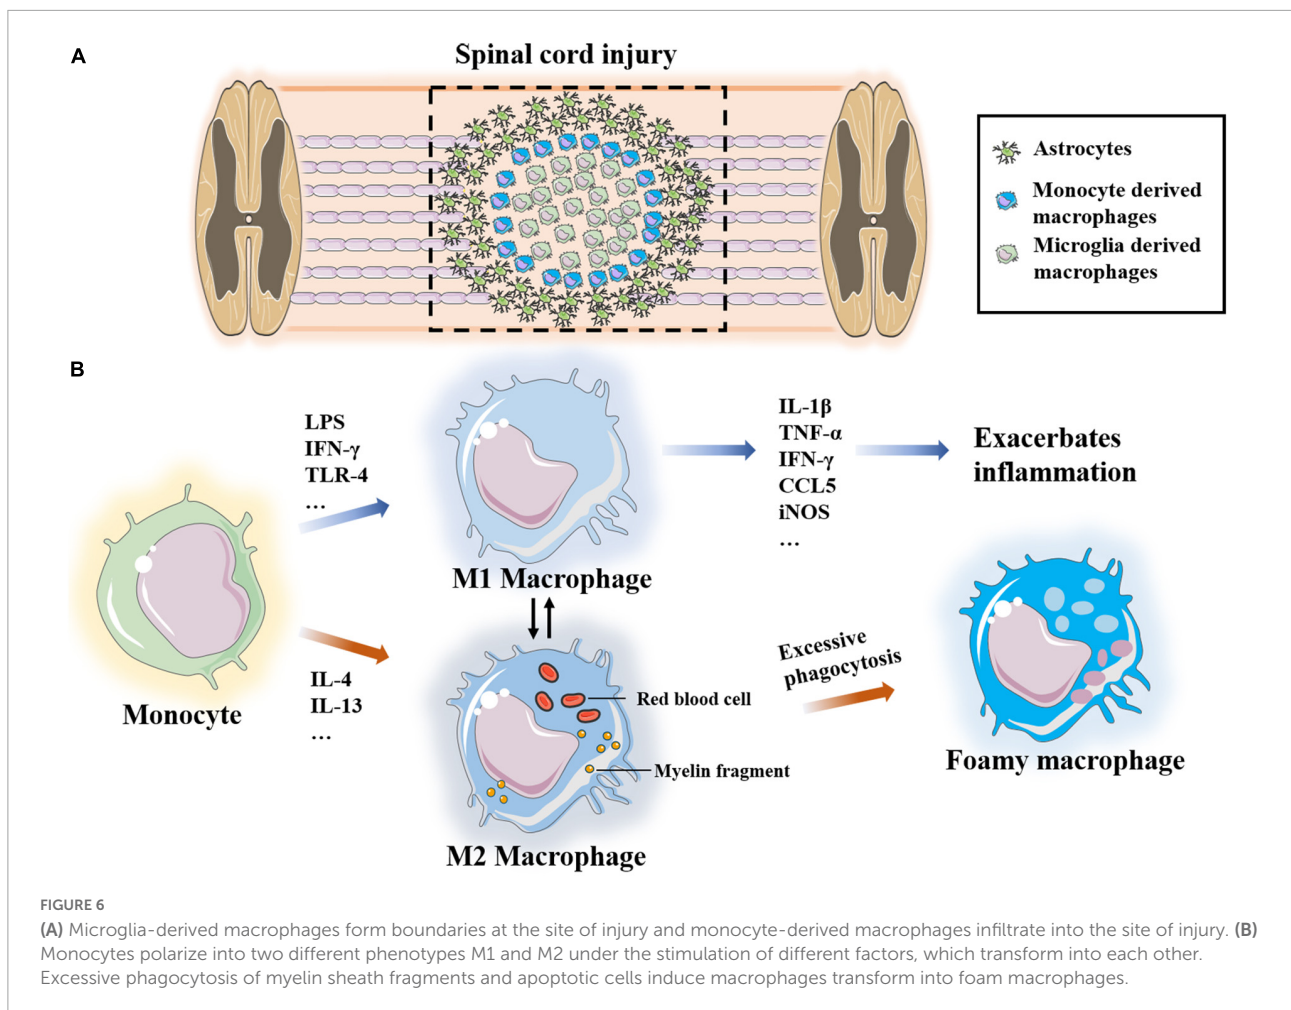 A
Spinal cord injury
Astrocytes
Monocyte derived
macrophages
Microglia derived
macrophages
B
LPS
IFN-γ
TLR-4
...
IL-1β
TNF-α
IFN-γ
CCL5
iNOS
...
Exacerbates
inflammation
M1 Macrophage
Monocyte
IL-4
IL-13
...
Red blood cell
Myelin fragment
Excessive
phagocytosis
Foamy macrophage
M2 Macrophage
FIGURE 6
(A) Microglia-derived macrophages form boundaries at the site of injury and monocyte-derived macrophages infiltrate into the site of injury. (B)
Monocytes polarize into two different phenotypes M1 and M2 under the stimulation of different factors, which transform into each other.
Excessive phagocytosis of myelin sheath fragments and apoptotic cells induce macrophages transform into foam macrophages.